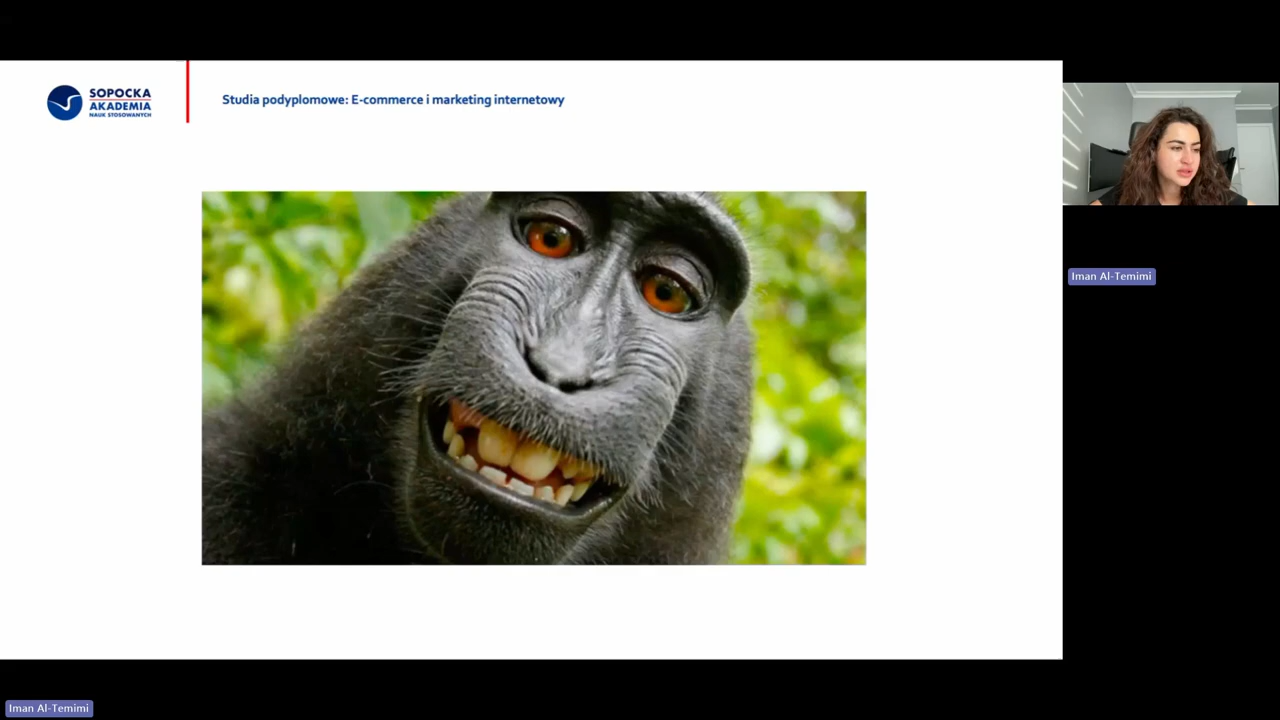 SOPOCKA
AKADEMIA
NAUK STOSOWANYCH
Studia podyplomowe: E-commerce i marketing internetowy
Iman Al-Temimi
Iman Al-Temimi